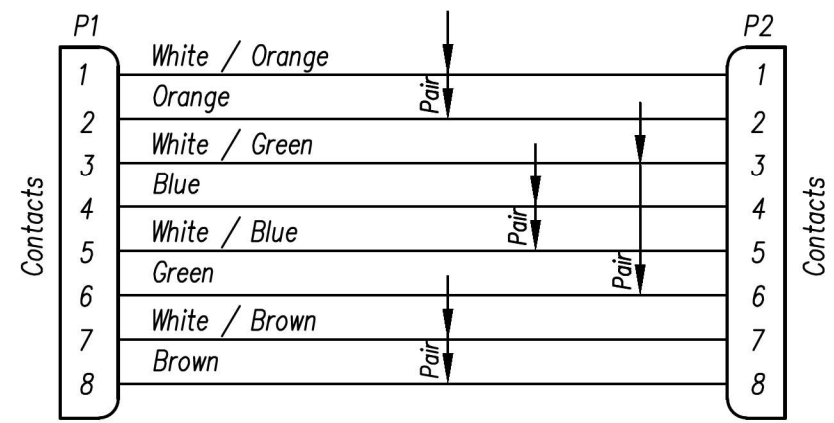 P1 P2
1 White / Orange 1
Orange Pair
2 2
White / Green
3 3
Blue
4 4
White / Blue Pair
5 5
Green Pair
6 6
White / Brown
7 7
Brown Pair
8 8
Contacts Contacts